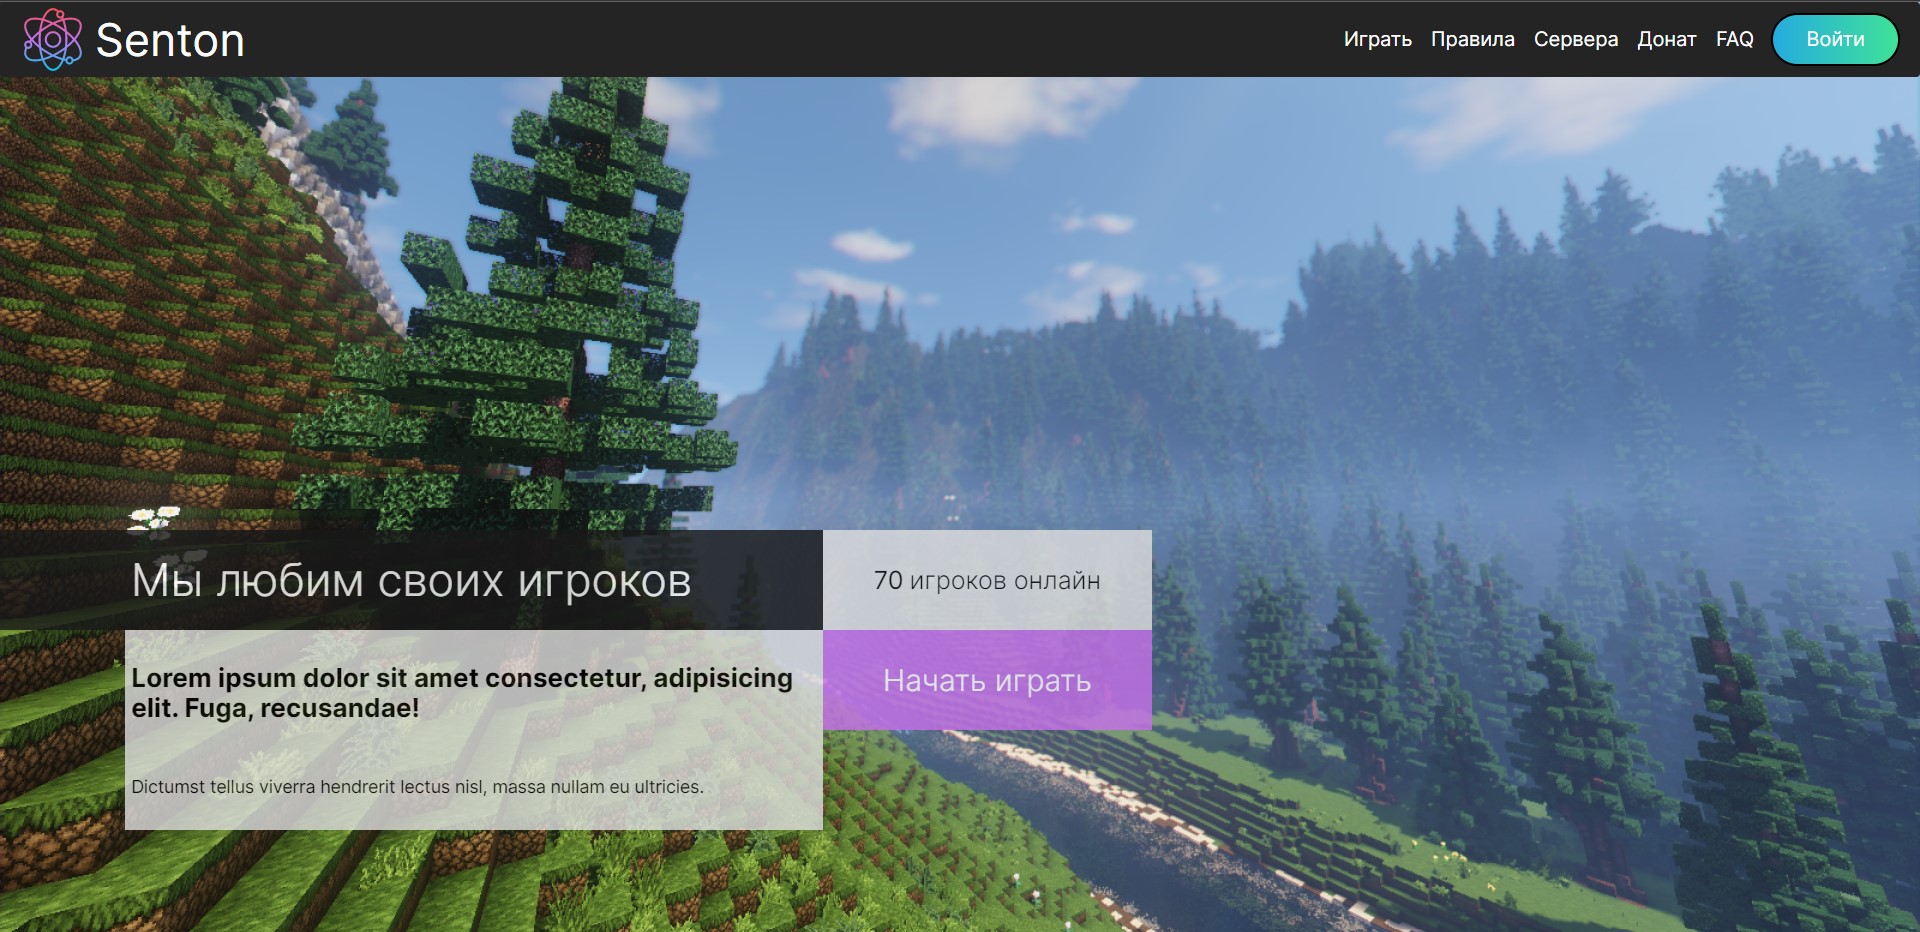 Senton
Играть Правила Сервера Донат FAQ Войти
Мы любим своих игроков
70 игроков онлайн
Lorem ipsum dolor sit amet consectetur, adipisicing
elit. Fuga, recusandae!
Начать играть
Dictumst tellus viverra hendrerit lectus nisl, massa nullam eu ultricies.